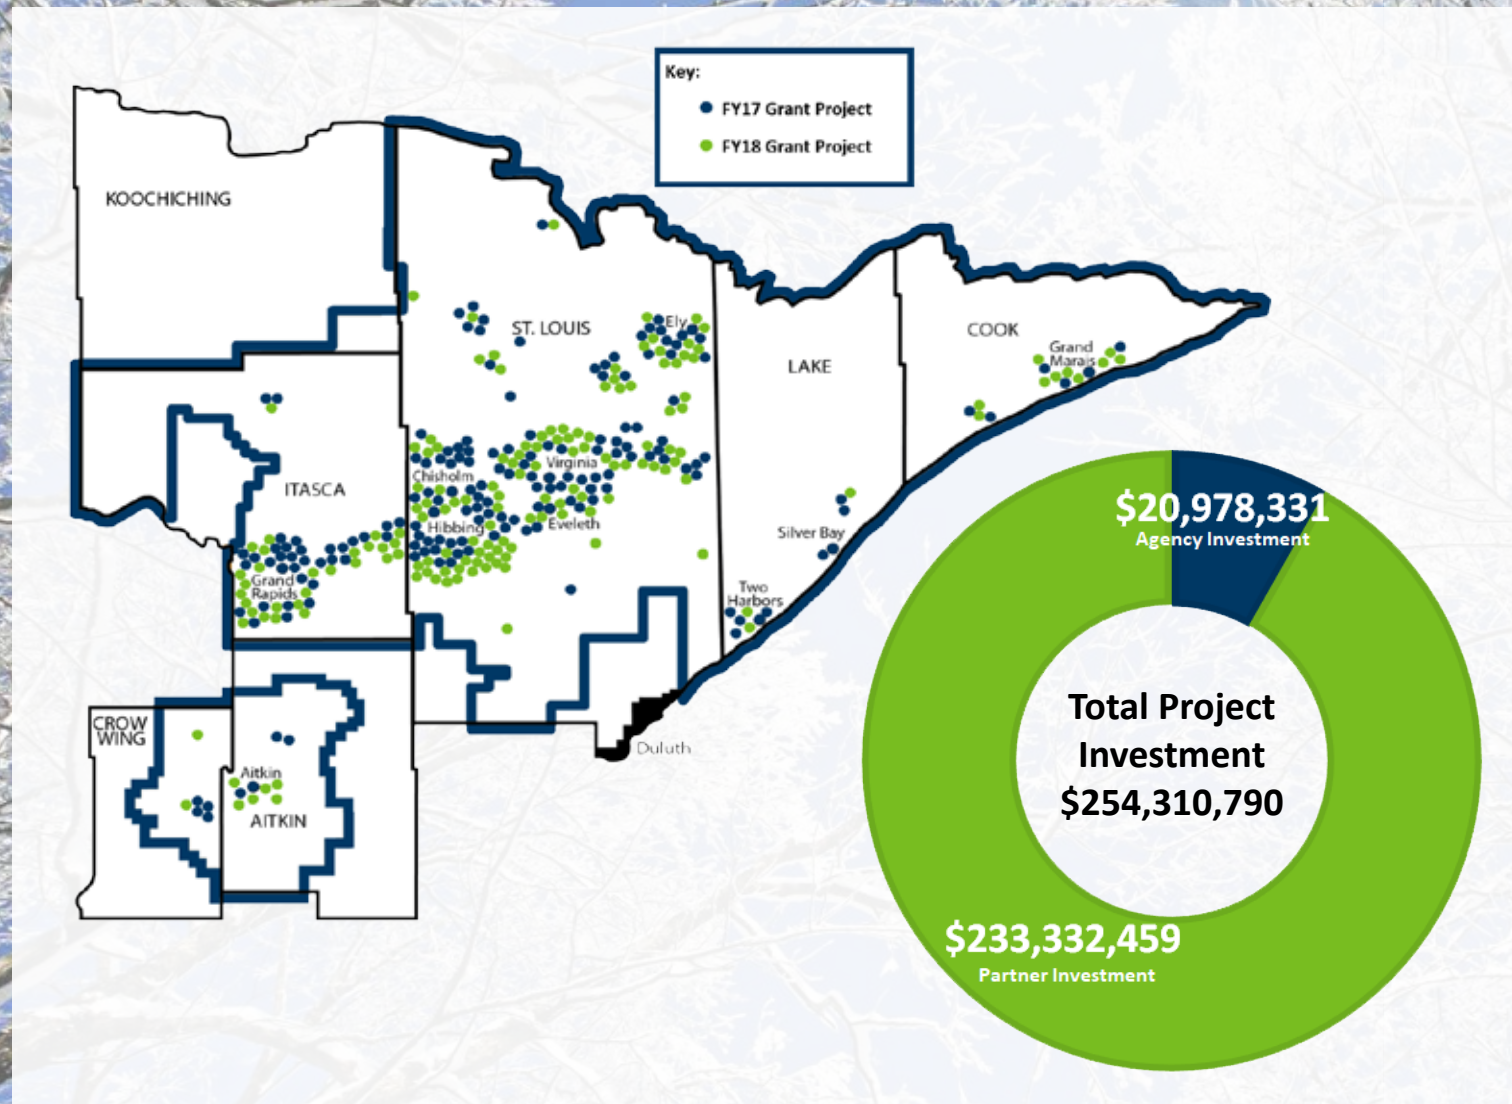 Key:
FY17 Grant Project
FY18 Grant Project
KOOCHICHING
ST. LOUIS
Ely
COOK
Grand
Marais
LAKE
ITASCA
Chisholm
Virginia
Hibbing
Eveleth
Silver Bay
Grand
Rapids
Two
Harbors
CROW
WING
Aitkin
AITKIN
Duluth
$20,978,331
Agency Investment
Total Project
Investment
$254,310,790
$233,332,459
Partner Investment